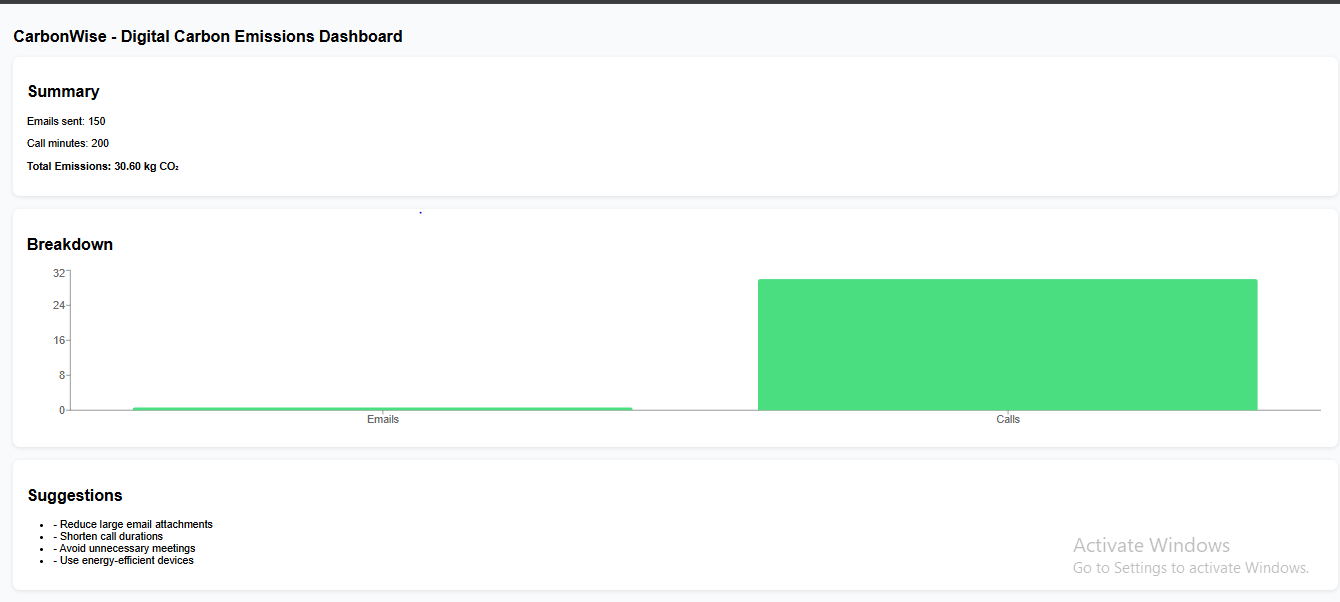 CarbonWise - Digital Carbon Emissions Dashboard
Summary
Emails sent: 150
Call minutes: 200
Total Emissions: 30.60 kg CO₂
Breakdown
32
24
16
8
0
Emails
Calls
Suggestions
• - Reduce large email attachments
• - Shorten call durations
• - Avoid unnecessary meetings
• - Use energy-efficient devices
Activate Windows
Go to Settings to activate Windows.